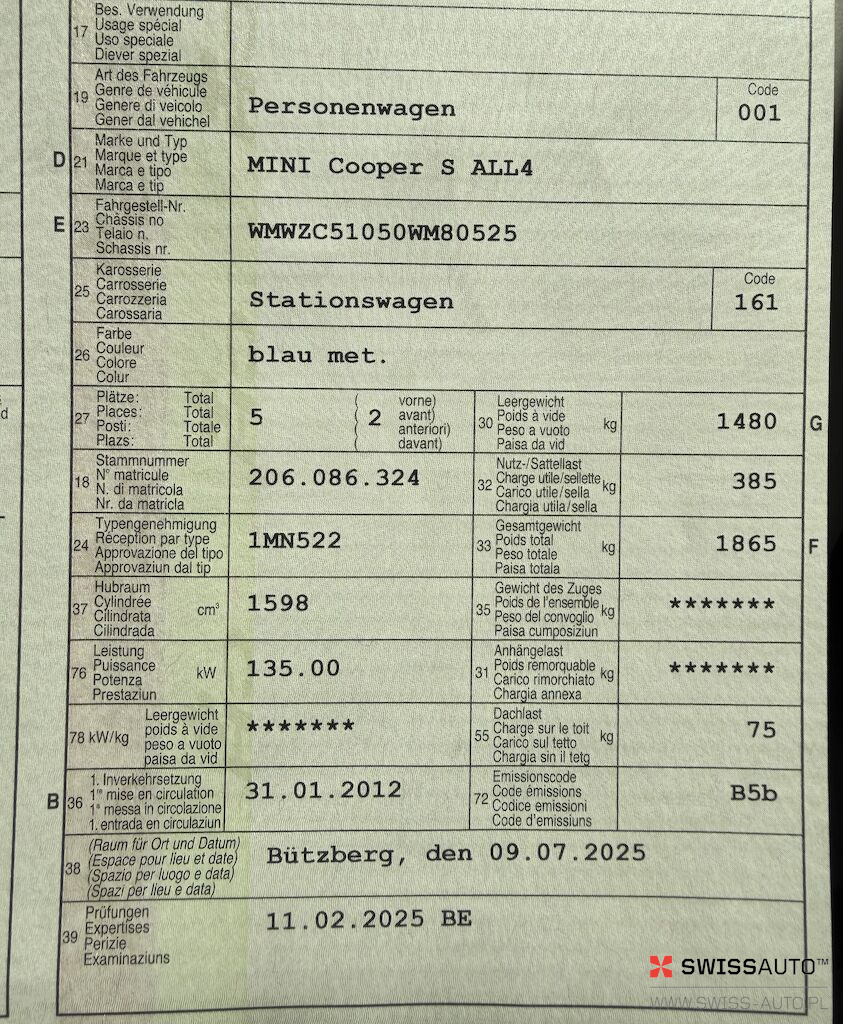 17 Bes. Verwendung
Usage spécial
Uso speciale
Diever spezial
19 Art des Fahrzeugs
Genre de véhicule
Genere di veicolo
Gener dal vehichel
Personenwagen
Code
001
D 21 Marke und Typ
Marque et type
Marca e tipo
Marca e tip
MINI Cooper S ALL4
E 23 Fahrgestell-Nr.
Châssis no
Telaio n.
Schassis nr.
WMWZC51050WM80525
25 Karosserie
Carrosserie
Carrozzeria
Carossaria
Stationswagen
Code
161
26 Farbe
Couleur
Colore
Colur
blau met.
27 Plätze: Total
Places: Total
Posti: Totale
Plazs: Total
5
( 2 vorne)
( avant)
( anteriori)
( davant)
30 Leergewicht
Poids à vide
Peso a vuoto
Paisa da vid
kg
1480 G
18 Stammnummer
N° matricule
N. di matricola
Nr. da matricla
206.086.324
32 Nutz-/Sattellast
Charge utile/sellette
Carico utile/sella
Chargia utila/sella
kg
385
24 Typengenehmigung
Réception par type
Approvazione del tipo
Approvaziun dal tip
1MN522
33 Gesamtgewicht
Poids total
Peso totale
Paisa totala
kg
1865 F
37 Hubraum
Cylindrée
Cilindrata
Cilindrada
cm³
1598
35 Gewicht des Zuges
Poids de l'ensemble
Peso del convoglio
Paisa cumposiziun
kg
*******
76 Leistung
Puissance
Potenza
Prestaziun
kW
135.00
31 Anhängelast
Poids remorquable
Carico rimorchiato
Chargia annexa
kg
*******
78 kW/kg
Leergewicht
poids à vide
peso a vuoto
paisa da vid
*******
55 Dachlast
Charge sur le toit
Carico sul tetto
Chargia sin il tetg
kg
75
B 36 1. Inverkehrsetzung
1re mise en circulation
1a messa in circolazione
1. entrada en circulaziun
31.01.2012
72 Emissionscode
Code émissions
Codice emissioni
Code d'emissiuns
B5b
38 (Raum für Ort und Datum)
(Espace pour lieu et date)
(Spazio per luogo e data)
(Spazi per lieu e data)
Bützberg, den 09.07.2025
39 Prüfungen
Expertises
Perizie
Examinaziuns
11.02.2025 BE
d
SWISSAUTO™
WWW.SWISS-AUTO.PL